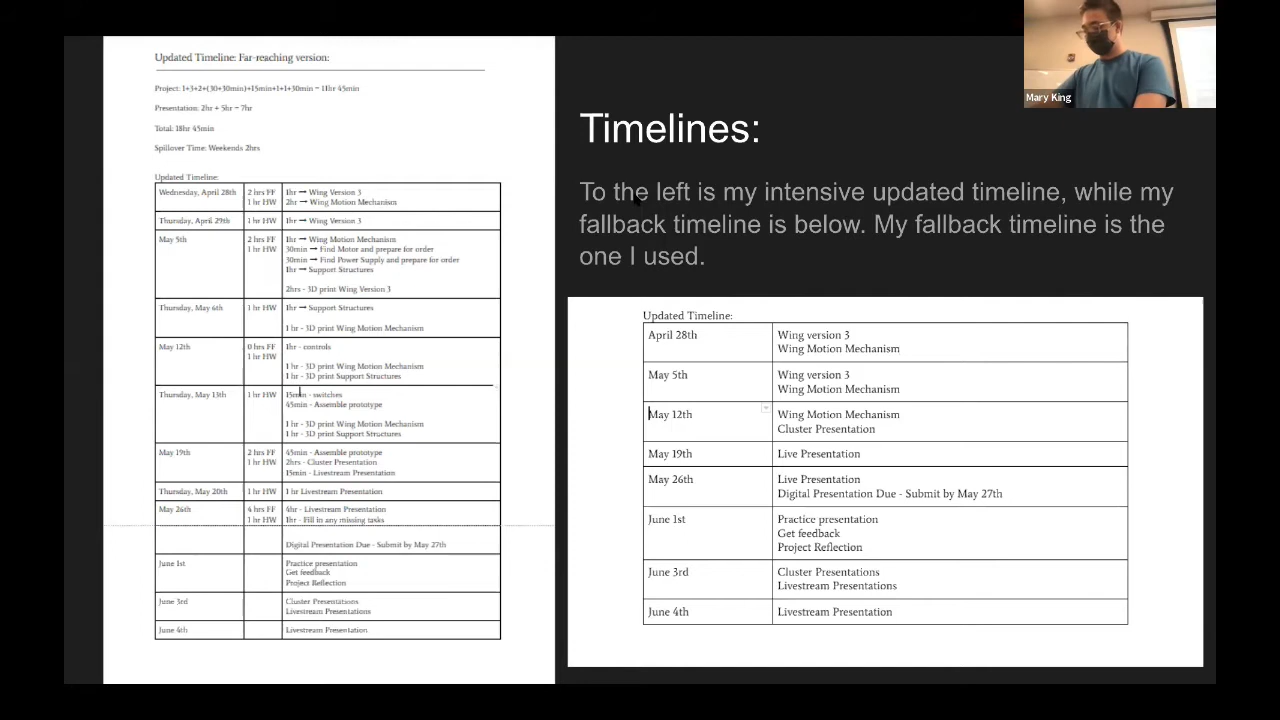 Updated Timeline: Far-reaching version:
Project: 1+3+2+(30+30min)+15min+1+1+30min = 11hr 45min
Presentation: 2hr + 5hr = 7hr
Total: 18hr 45min
Spillover Time: Weekends 2hrs
Updated Timeline:
Wednesday, April 28th 2 hrs FF 1hr → Wing Version 3
1 hr HW 2hr → Wing Motion Mechanism
Thursday, April 29th 1 hr HW 1hr → Wing Version 3
May 5th 2 hrs FF 1hr → Wing Motion Mechanism
1 hr HW 30min → Find Motor and prepare for order
30min → Find Power Supply and prepare for order
1hr → Support Structures
2hrs - 3D print Wing Version 3
Thursday, May 6th 1 hr HW 1hr → Support Structures
1 hr - 3D print Wing Motion Mechanism
May 12th 0 hrs FF 1hr - controls
1 hr HW
1 hr - 3D print Wing Motion Mechanism
1 hr - 3D print Support Structures
Thursday, May 13th 1 hr HW 15min - switches
45min - Assemble prototype
1 hr - 3D print Wing Motion Mechanism
1 hr - 3D print Support Structures
May 19th 2 hrs FF 45min - Assemble prototype
1 hr HW 2hrs - Cluster Presentation
15min - Livestream Presentation
Thursday, May 20th 1 hr HW 1 hr Livestream Presentation
May 26th 4 hrs FF 4hr - Livestream Presentation
1 hr HW 1hr - Fill in any missing tasks
Digital Presentation Due - Submit by May 27th
June 1st Practice presentation
Get feedback
Project Reflection
June 3rd Cluster Presentations
Livestream Presentations
June 4th Livestream Presentation
Mary King
Timelines:
To the left is my intensive updated timeline, while my
fallback timeline is below. My fallback timeline is the
one I used.
Updated Timeline:
April 28th Wing version 3
Wing Motion Mechanism
May 5th Wing version 3
Wing Motion Mechanism
May 12th Wing Motion Mechanism
Cluster Presentation
May 19th Live Presentation
May 26th Live Presentation
Digital Presentation Due - Submit by May 27th
June 1st Practice presentation
Get feedback
Project Reflection
June 3rd Cluster Presentations
Livestream Presentations
June 4th Livestream Presentation